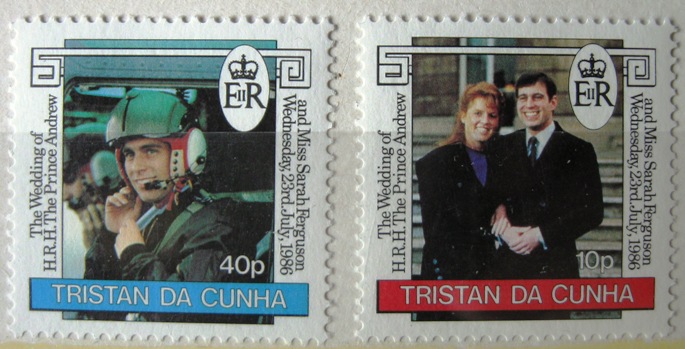 The Wedding of
H.R.H. The Prince Andrew
EIIR
and Miss Sarah Ferguson
Wednesday, 23rd. July, 1986
40p
TRISTAN DA CUNHA
The Wedding of
H.R.H. The Prince Andrew
EIIR
and Miss Sarah Ferguson
Wednesday, 23rd. July, 1986
10p
TRISTAN DA CUNHA